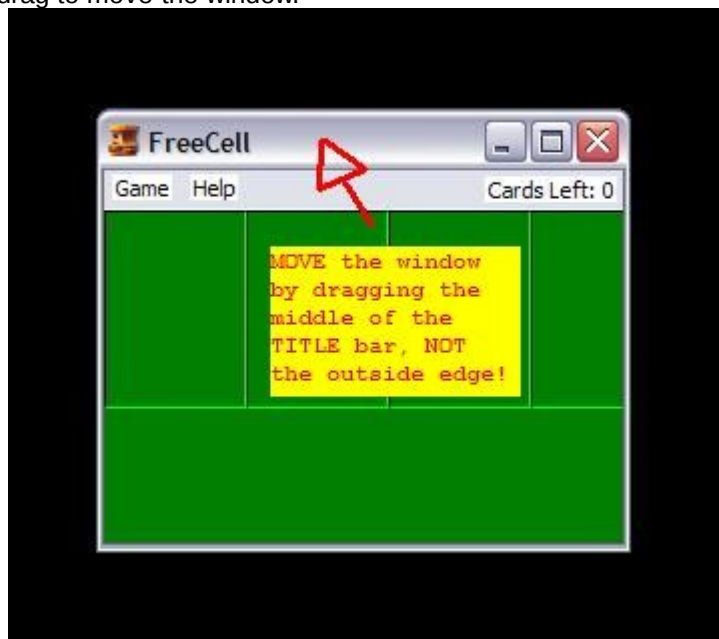 drag to move the window.
FreeCell
Game Help Cards Left: 0
MOVE the window
by dragging the
middle of the
TITLE bar, NOT
the outside edge!